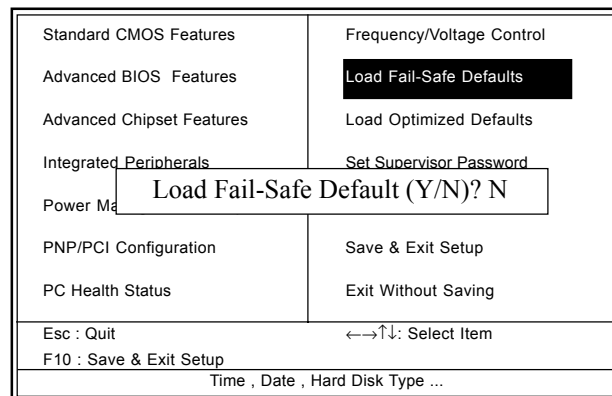 Standard CMOS Features
Advanced BIOS Features
Advanced Chipset Features
Integrated Peripherals
Power Ma
PNP/PCI Configuration
PC Health Status
Frequency/Voltage Control
Load Fail-Safe Defaults
Load Optimized Defaults
Set Supervisor Password
Save & Exit Setup
Exit Without Saving
Load Fail-Safe Default (Y/N)? N
Esc : Quit
←→↑↓: Select Item
F10 : Save & Exit Setup
Time , Date , Hard Disk Type ...